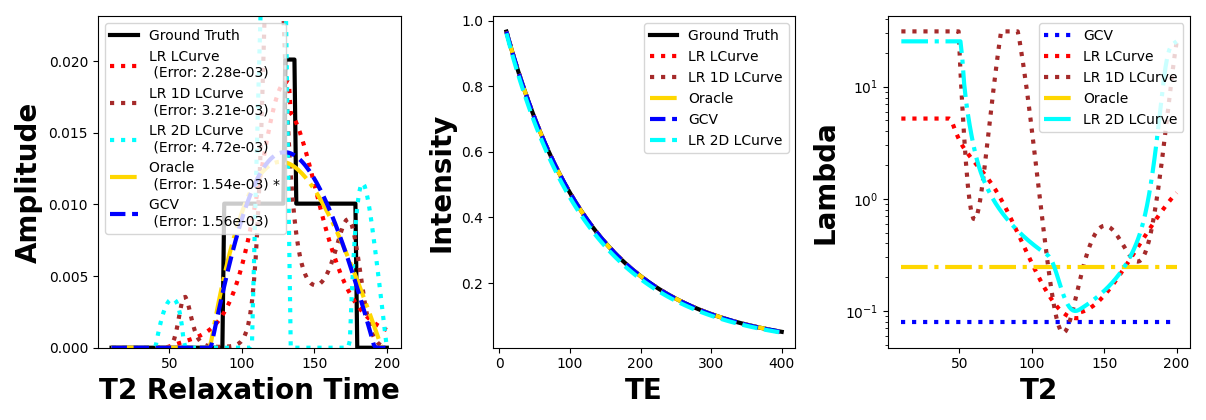 Ground Truth
LR LCurve
(Error: 2.28e-03)
LR 1D LCurve
(Error: 3.21e-03)
LR 2D LCurve
(Error: 4.72e-03)
Oracle
(Error: 1.54e-03) *
GCV
(Error: 1.56e-03)
Amplitude
0.020
0.015
0.010
0.005
0.000
50
100
150
200
T2 Relaxation Time
Ground Truth
LR LCurve
LR 1D LCurve
Oracle
GCV
LR 2D LCurve
Intensity
1.0
0.8
0.6
0.4
0.2
0
100
200
300
400
TE
GCV
LR LCurve
LR 1D LCurve
Oracle
LR 2D LCurve
Lambda
10¹
10⁰
10⁻¹
50
100
150
200
T2